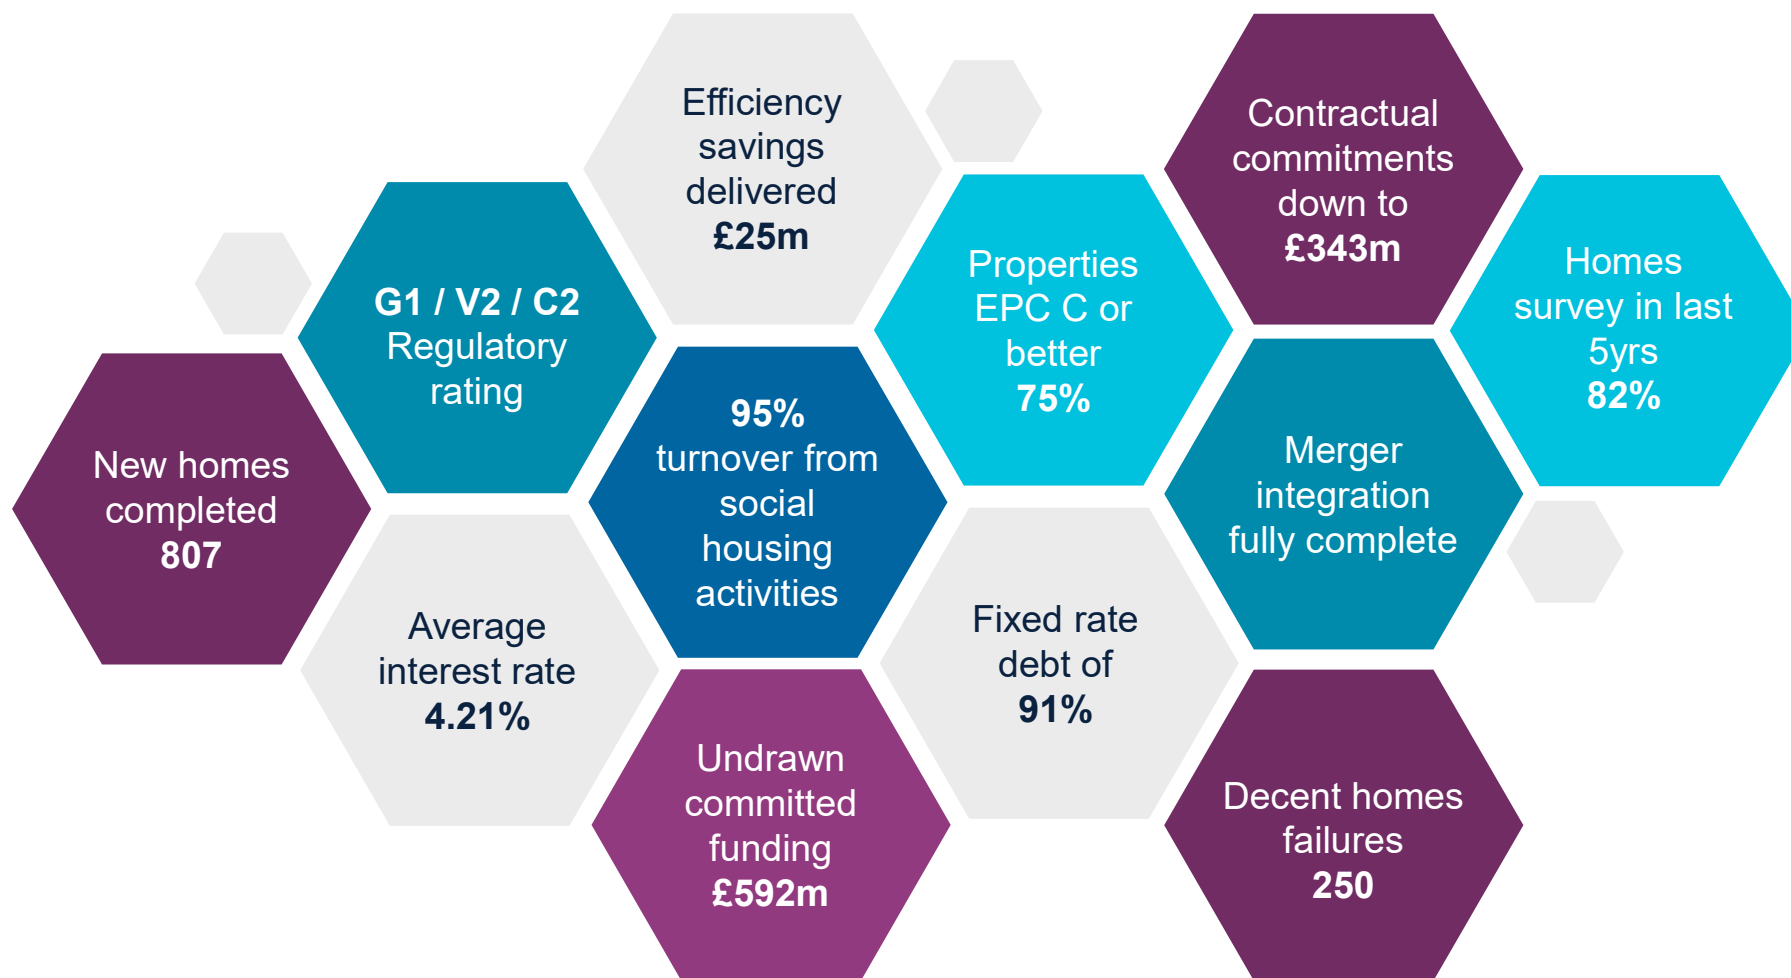 Efficiency
savings
delivered
£25m
Contractual
commitments
down to
£343m
G1 / V2 / C2
Regulatory
rating
Properties
EPC C or
better
75%
Homes
survey in last
5yrs
82%
New homes
completed
807
95%
turnover from
social
housing
activities
Merger
integration
fully complete
Average
interest rate
4.21%
Fixed rate
debt of
91%
Undrawn
committed
funding
£592m
Decent homes
failures
250